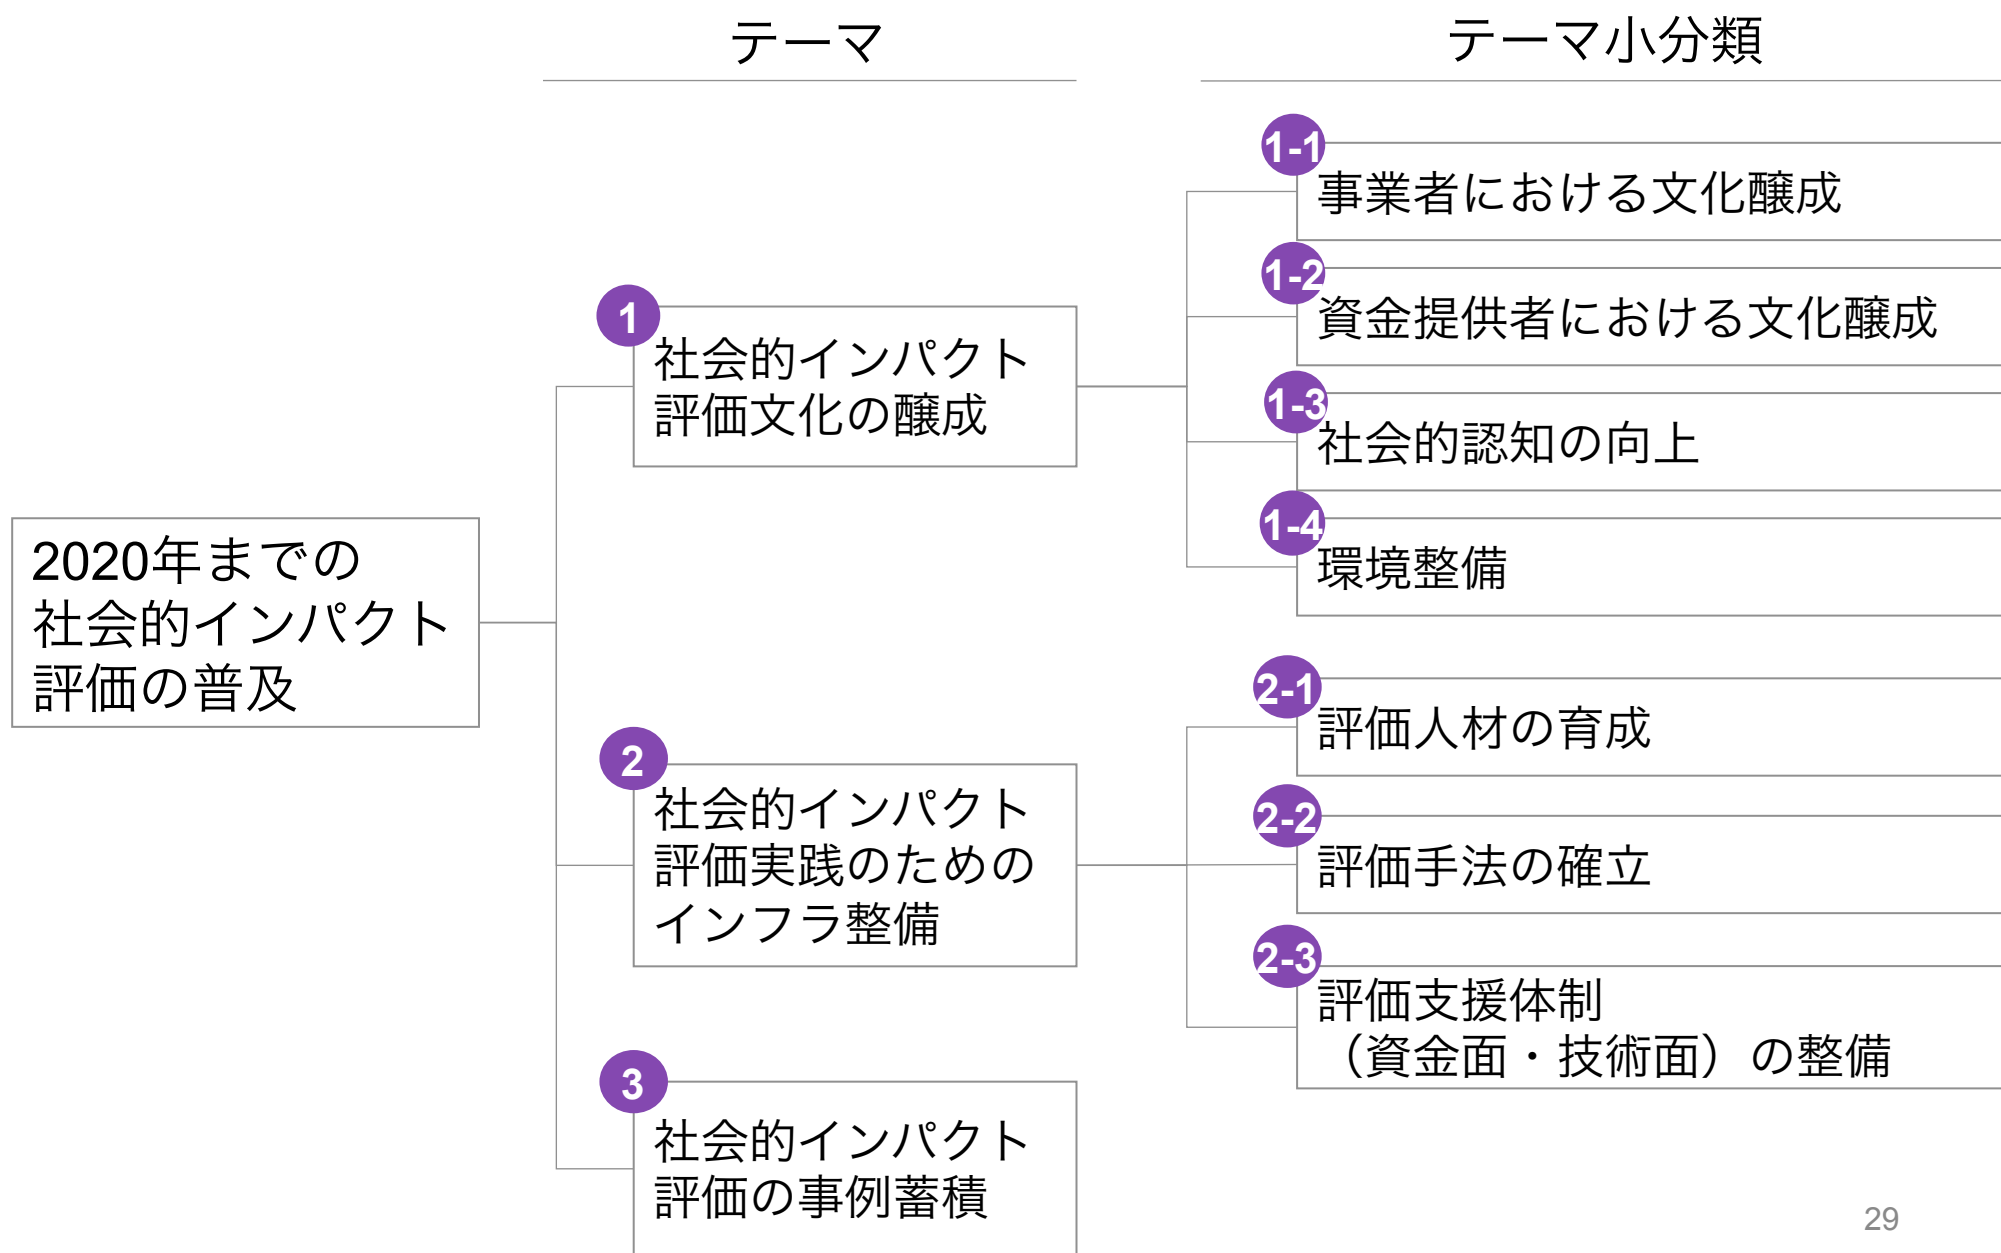 テーマ
テーマ小分類
2020年までの
社会的インパクト
評価の普及
1
社会的インパクト
評価文化の醸成
1-1
事業者における文化醸成
1-2
資金提供者における文化醸成
1-3
社会的認知の向上
1-4
環境整備
2
社会的インパクト
評価実践のための
インフラ整備
2-1
評価人材の育成
2-2
評価手法の確立
2-3
評価支援体制
（資金面・技術面）の整備
3
社会的インパクト
評価の事例蓄積
29